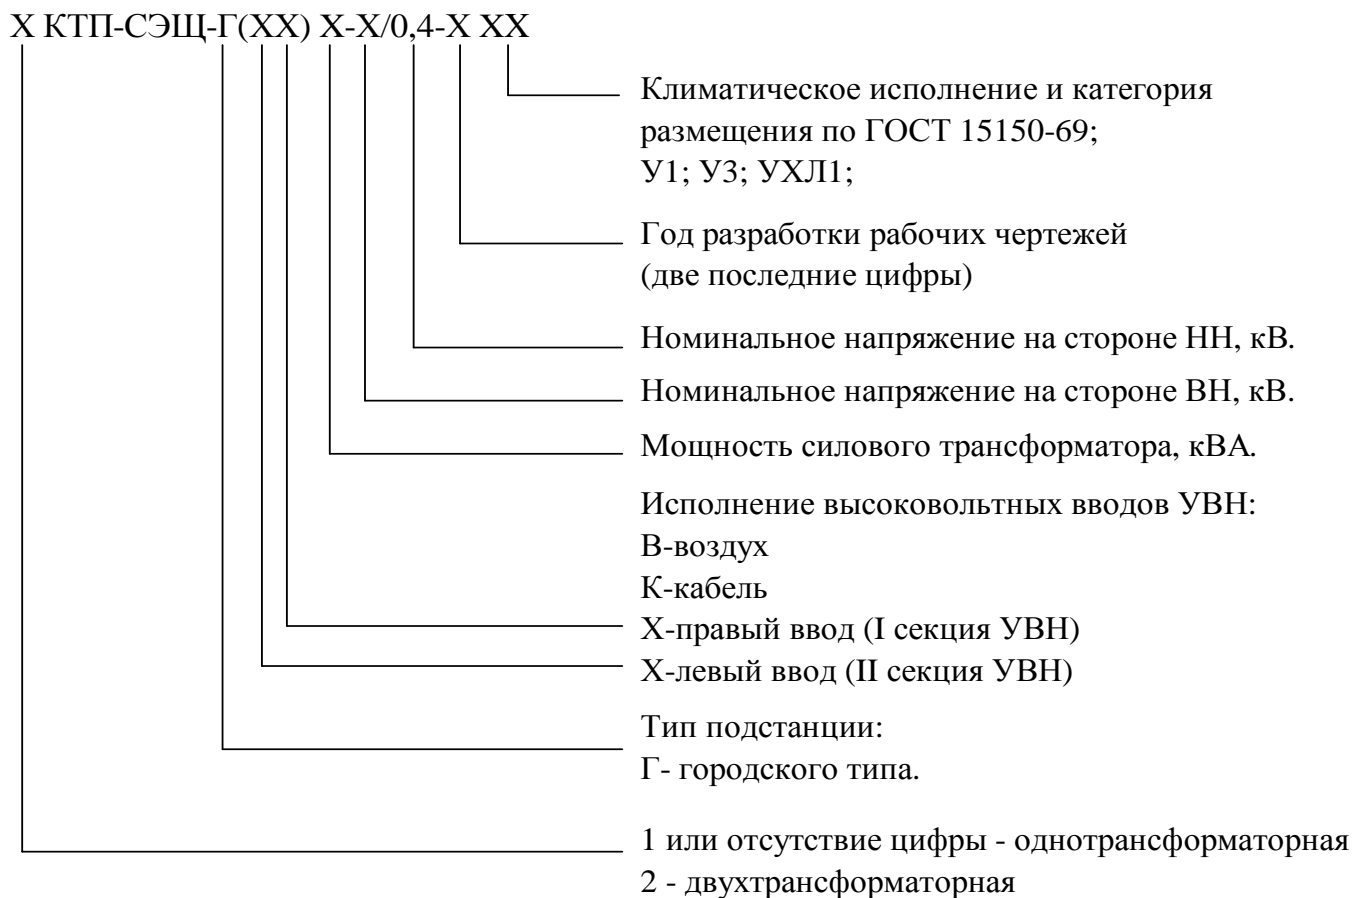 Х КТП-СЭЩ-Г(ХХ) Х-Х/0,4-Х ХХ
Климатическое исполнение и категория
размещения по ГОСТ 15150-69;
У1; У3; УХЛ1;
Год разработки рабочих чертежей
(две последние цифры)
Номинальное напряжение на стороне НН, кВ.
Номинальное напряжение на стороне ВН, кВ.
Мощность силового трансформатора, кВА.
Исполнение высоковольтных вводов УВН:
В-воздух
К-кабель
Х-правый ввод (I секция УВН)
Х-левый ввод (II секция УВН)
Тип подстанции:
Г- городского типа.
1 или отсутствие цифры - однотрансформаторная
2 - двухтрансформаторная